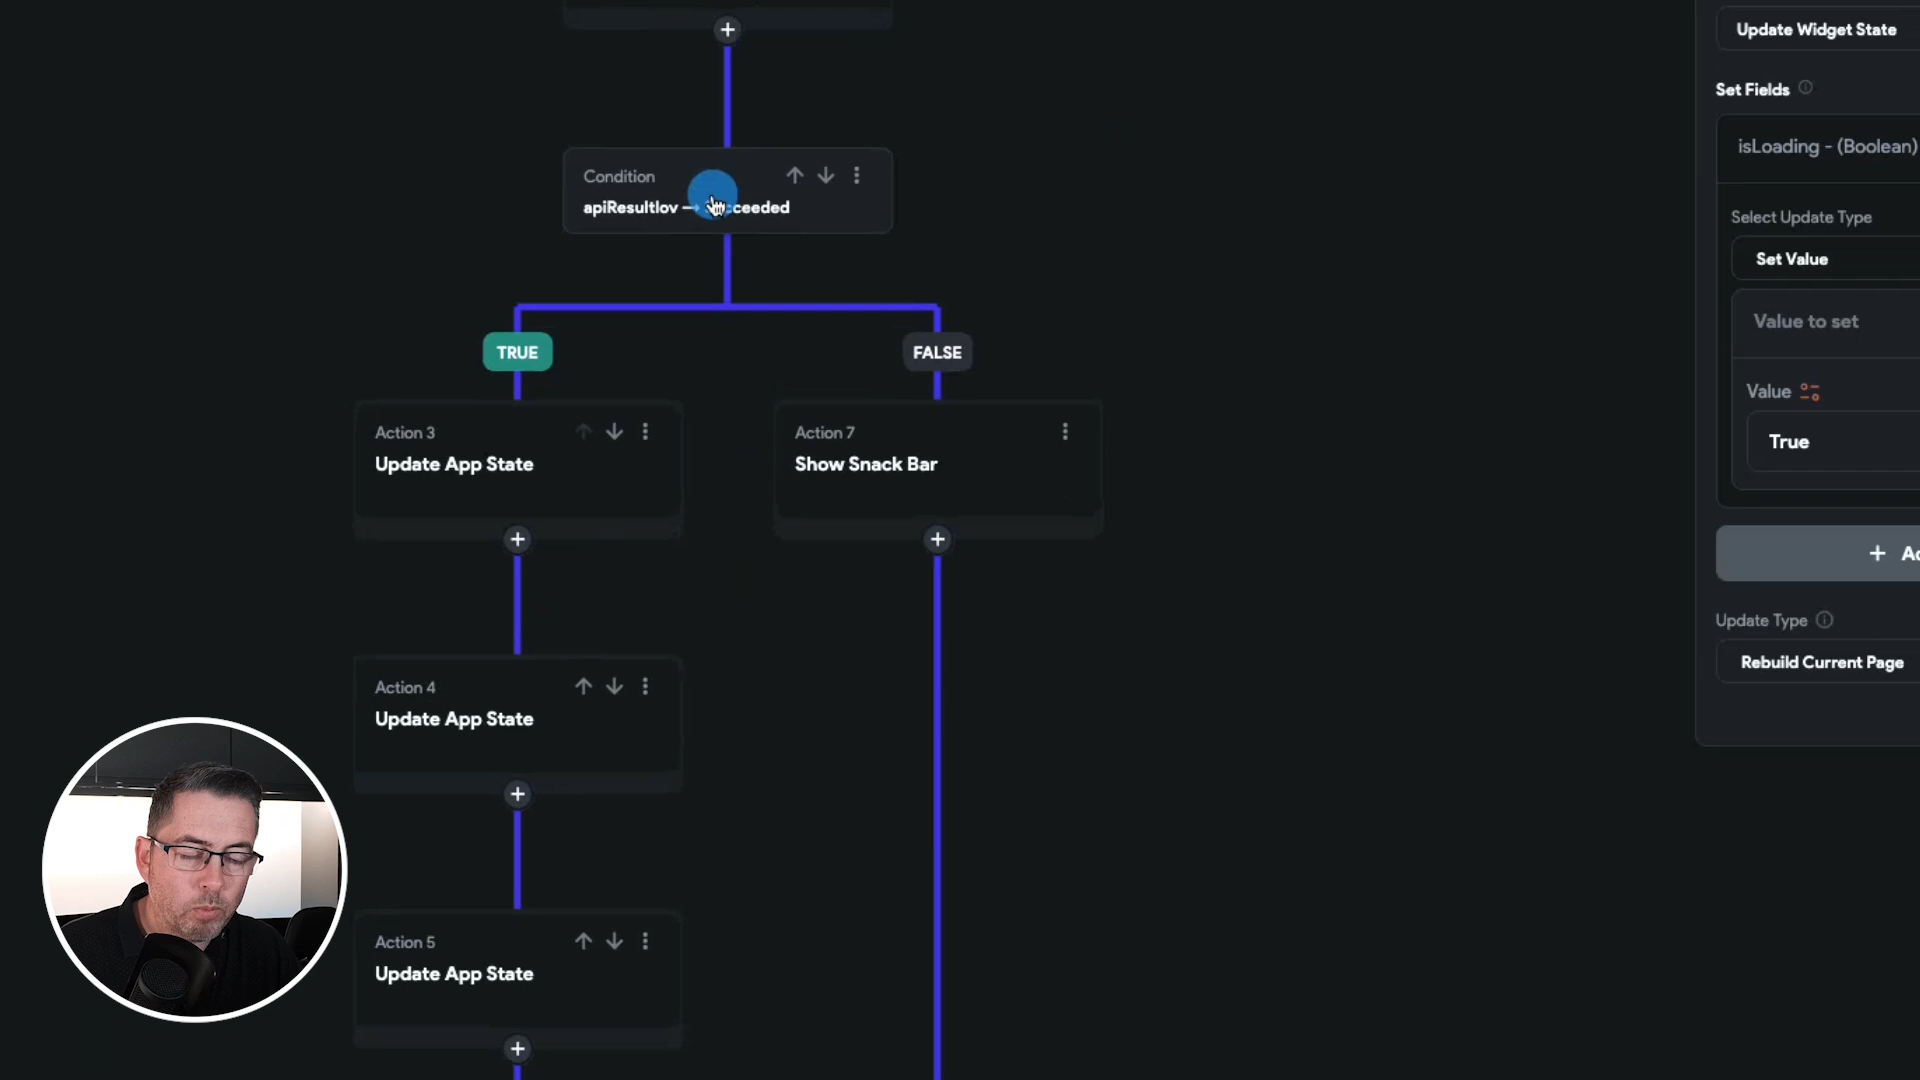 Condition
TRUE
FALSE
Action 3
Update App State
Action 7
Show Snack Bar
Action 4
Update App State
Action 5
Update App State
Update Widget State
Set Fields
isLoading - (Boolean)
Select Update Type
Set Value
Value to set
Value
True
Update Type
Rebuild Current Page